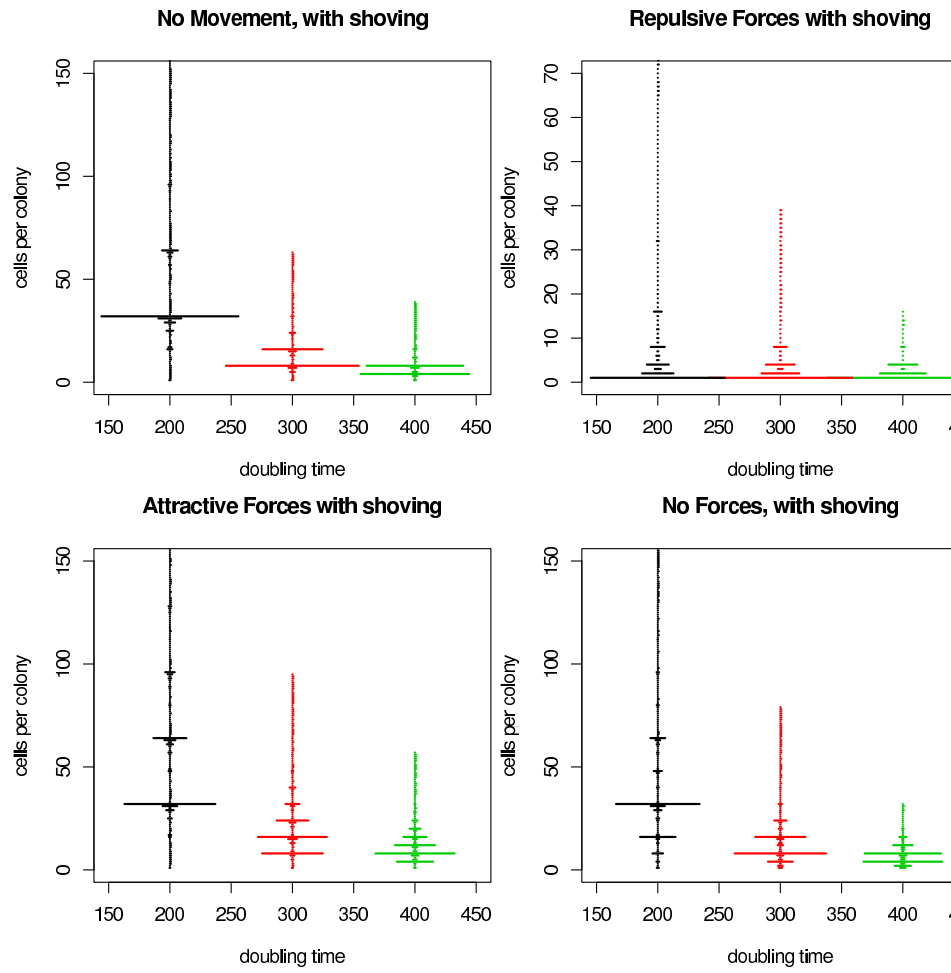 No Movement, with shoving
cells per colony
0 50 100 150
150 200 250 300 350 400 450
doubling time
Repulsive Forces with shoving
cells per colony
0 10 20 30 40 50 60 70
150 200 250 300 350 400
doubling time
Attractive Forces with shoving
cells per colony
0 50 100 150
150 200 250 300 350 400 450
doubling time
No Forces, with shoving
cells per colony
0 50 100 150
150 200 250 300 350 400
doubling time